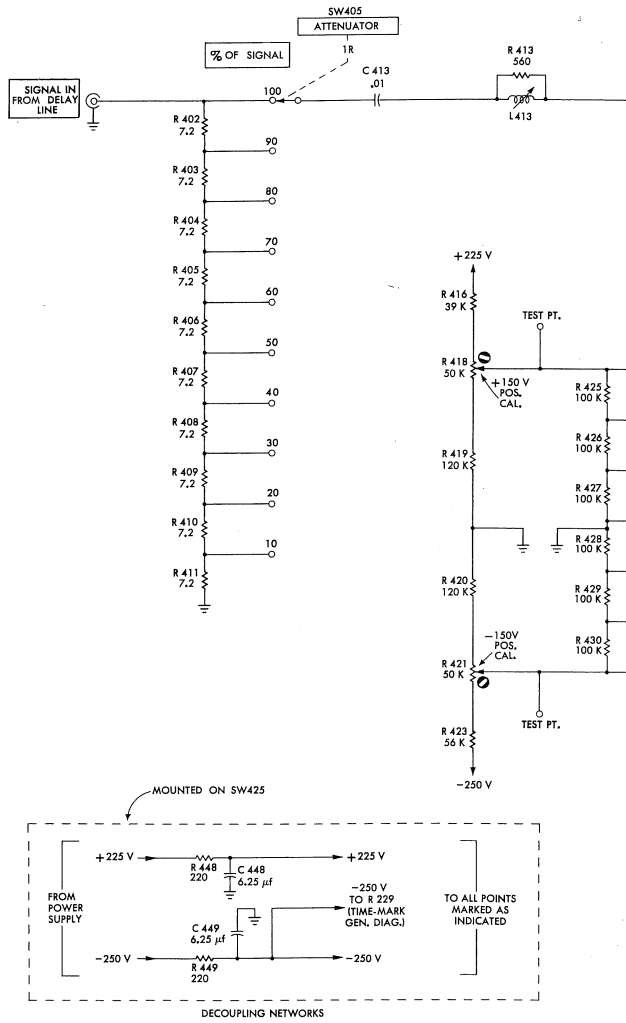 SW405
ATTENUATOR
1R
% OF SIGNAL
SIGNAL IN
FROM DELAY
LINE
100
C 413
.01
R 413
560
L413
R 402
7.2
90
R 403
7.2
80
R 404
7.2
70
R 405
7.2
60
R 406
7.2
50
R 407
7.2
40
R 408
7.2
30
R 409
7.2
20
R 410
7.2
10
R 411
7.2
+225 V
R 416
39 K
TEST PT.
R 418
50 K
+150 V
POS.
CAL.
R 425
100 K
R 426
100 K
R 419
120 K
R 427
100 K
R 428
100 K
R 420
120 K
R 429
100 K
-150V
POS.
CAL.
R 430
100 K
R 421
50 K
TEST PT.
R 423
56 K
-250 V
MOUNTED ON SW425
+225 V
R 448
220
C 448
6.25 μf
+225 V
FROM
POWER
SUPPLY
-250 V
TO R 229
(TIME-MARK
GEN. DIAG.)
TO ALL POINTS
MARKED AS
INDICATED
C 449
6.25 μf
-250 V
R 449
220
-250 V
DECOUPLING NETWORKS